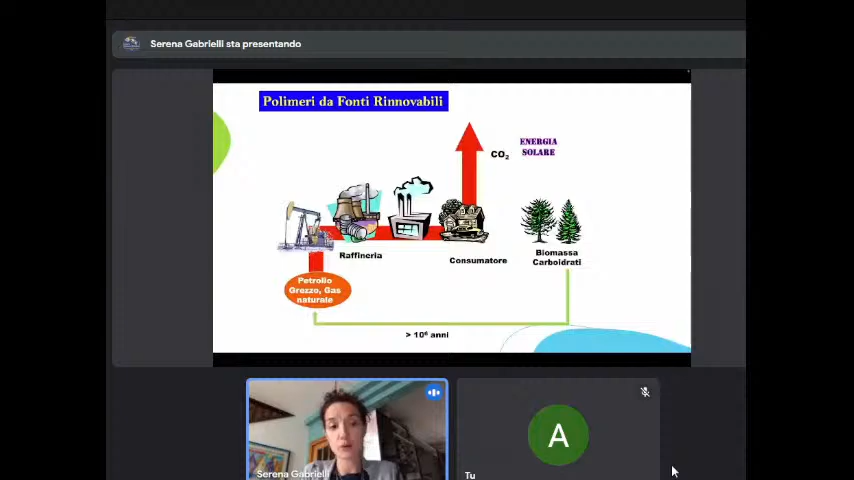 Serena Gabrielli sta presentando
Polimeri da Fonti Rinnovabili
CO₂
ENERGIA
SOLARE
Raffineria
Consumatore
Biomassa
Carboidrati
Petrolio
Grezzo, Gas
naturale
> 10⁶ anni
Serena Gabrielli
A
Tu